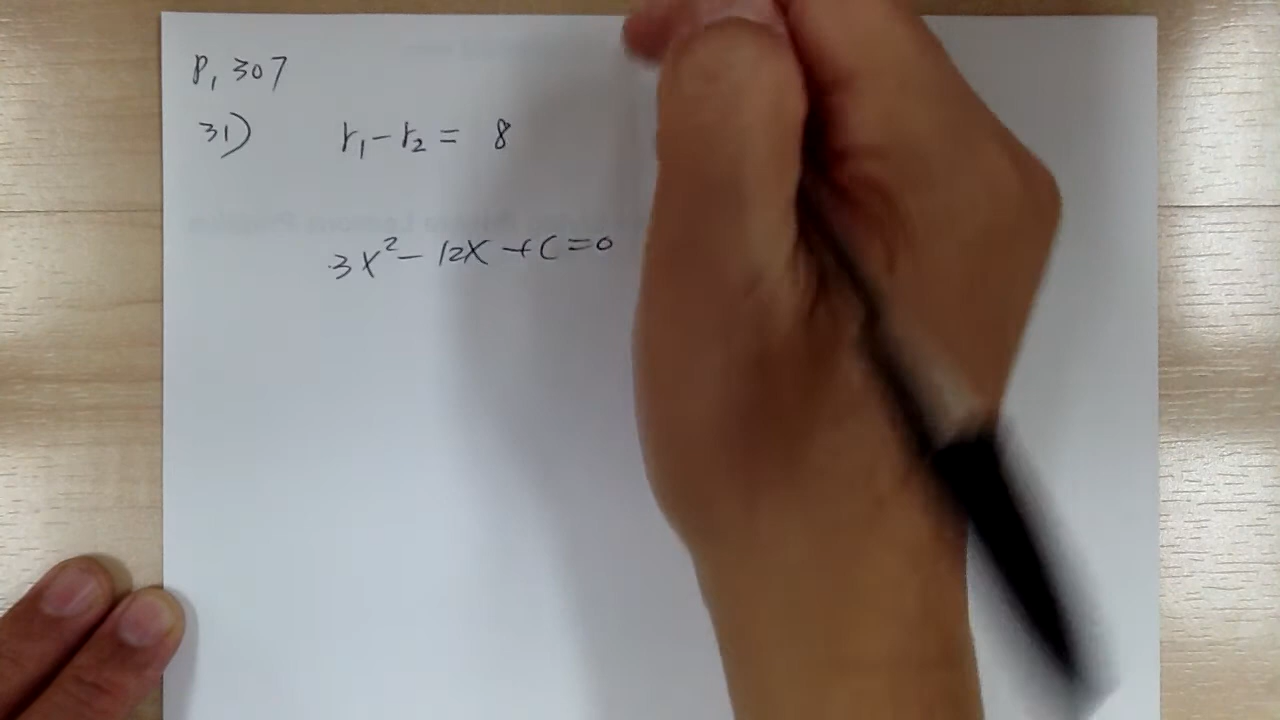 P, 307
31) r₁ - r₂ = 8
3x² - 12x + C = 0